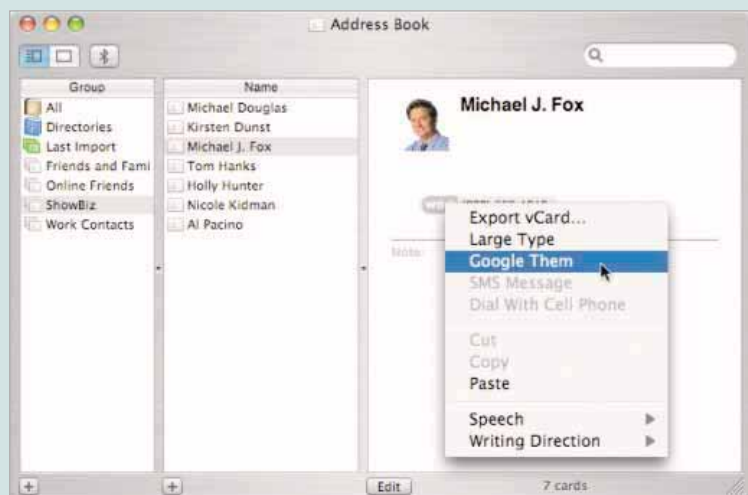 Address Book
Group
All
Directories
Last Import
Friends and Fami
Online Friends
ShowBiz
Work Contacts
Name
Michael Douglas
Kirsten Dunst
Michael J. Fox
Tom Hanks
Holly Hunter
Nicole Kidman
Al Pacino
Michael J. Fox
Note:
Export vCard...
Large Type
Google Them
SMS Message
Dial With Cell Phone
Cut
Copy
Paste
Speech
Writing Direction
Edit
7 cards